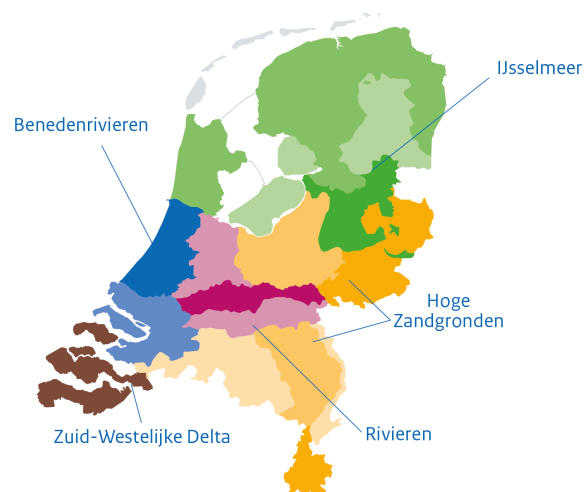 IJsselmeer
Benedenrivieren
Hoge
Zandgronden
Zuid-Westelijke Delta
Rivieren